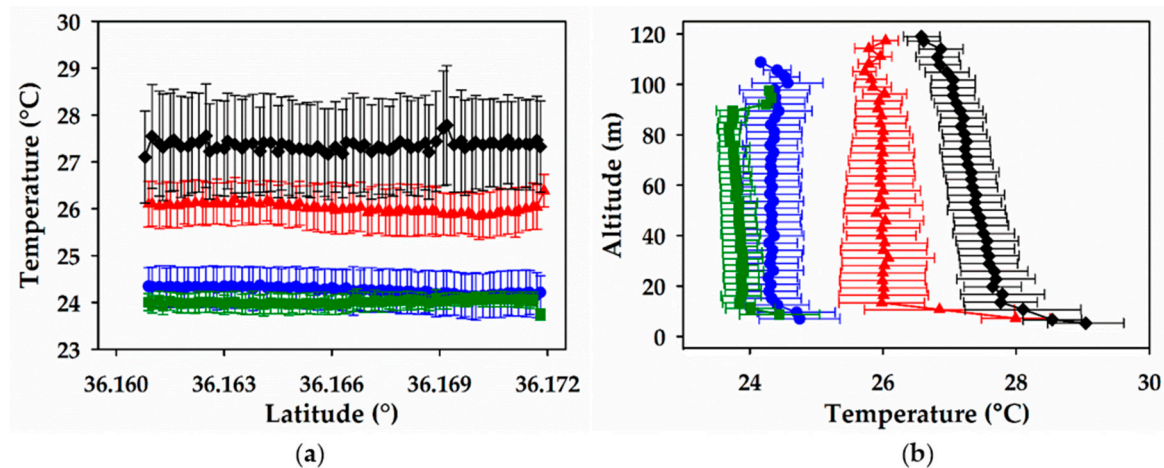 30
29
28
27
26
25
24
23
Temperature (°C)
36.160 36.163 36.166 36.169 36.172
Latitude (°)
(a)
120
100
80
60
40
20
0
Altitude (m)
24 26 28 30
Temperature (°C)
(b)